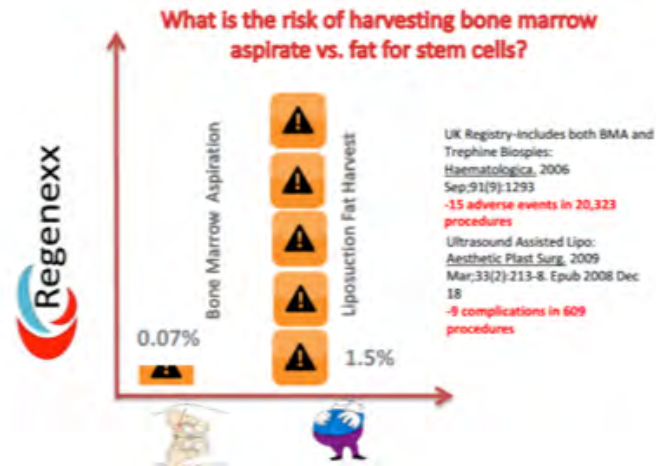 What is the risk of harvesting bone marrow
aspirate vs. fat for stem cells?
Regenexx
Bone Marrow Aspiration
0.07%
Liposuction Fat Harvest
1.5%
UK Registry-includes both BMA and
Trephine Biospies:
Haematologica. 2006
Sep;91(9):1293
-15 adverse events in 20,323
procedures
Ultrasound Assisted Lipo:
Aesthetic Plast Surg. 2009
Mar;33(2):213-8. Epub 2008 Dec
18
-9 complications in 609
procedures